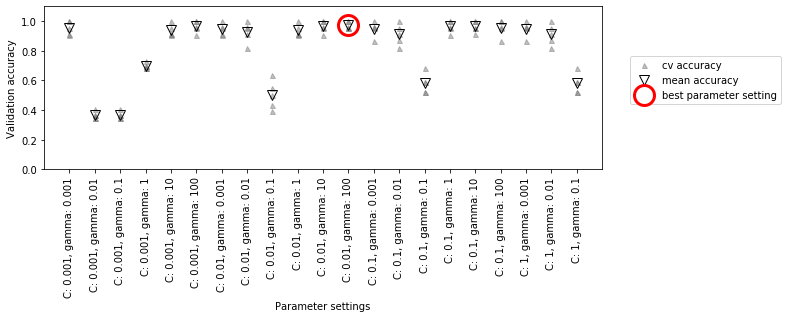 1.0
0.8
0.6
0.4
0.2
0.0
Validation accuracy
cv accuracy
mean accuracy
best parameter setting
C: 0.001, gamma: 0.001
C: 0.001, gamma: 0.01
C: 0.001, gamma: 0.1
C: 0.001, gamma: 1
C: 0.001, gamma: 10
C: 0.001, gamma: 100
C: 0.01, gamma: 0.001
C: 0.01, gamma: 0.01
C: 0.01, gamma: 0.1
C: 0.01, gamma: 1
C: 0.01, gamma: 10
C: 0.01, gamma: 100
C: 0.1, gamma: 0.001
C: 0.1, gamma: 0.01
C: 0.1, gamma: 0.1
C: 0.1, gamma: 1
C: 0.1, gamma: 10
C: 0.1, gamma: 100
C: 1, gamma: 0.001
C: 1, gamma: 0.01
C: 1, gamma: 0.1
Parameter settings